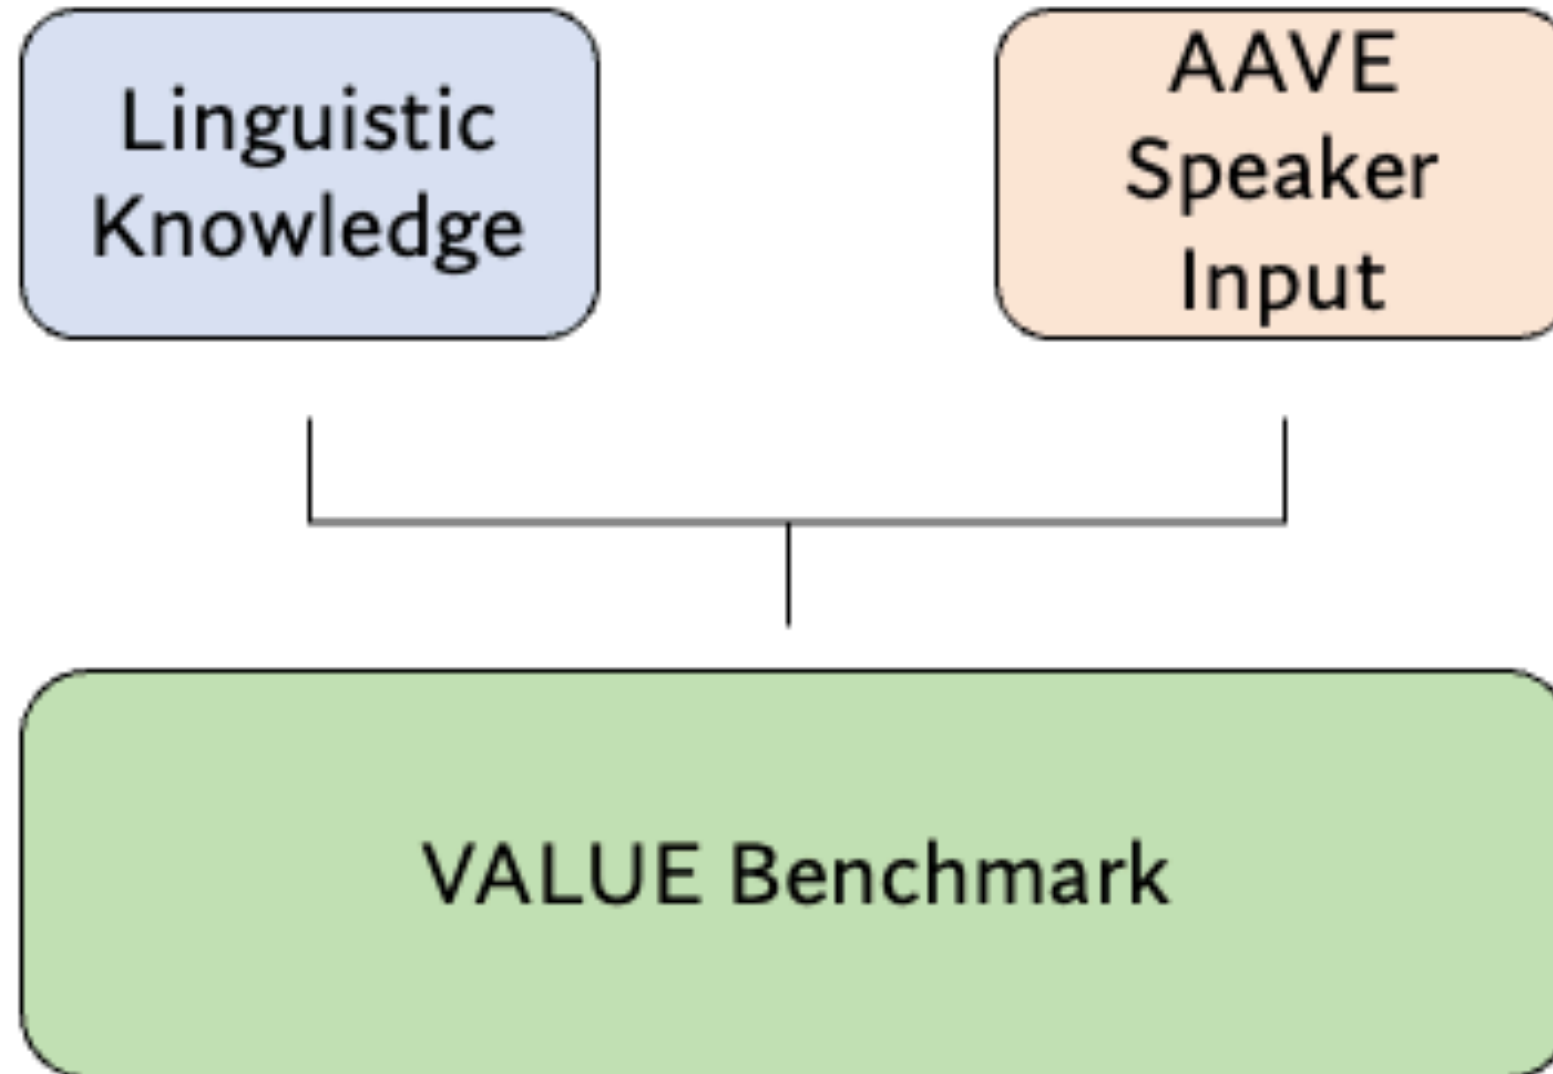 Linguistic
Knowledge
AAVE
Speaker
Input
VALUE Benchmark